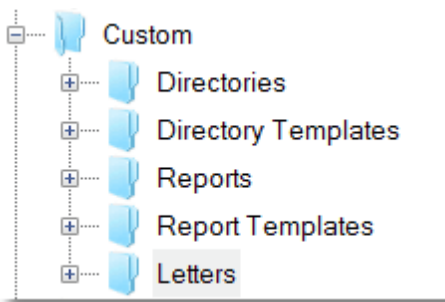 Custom
Directories
Directory Templates
Reports
Report Templates
Letters